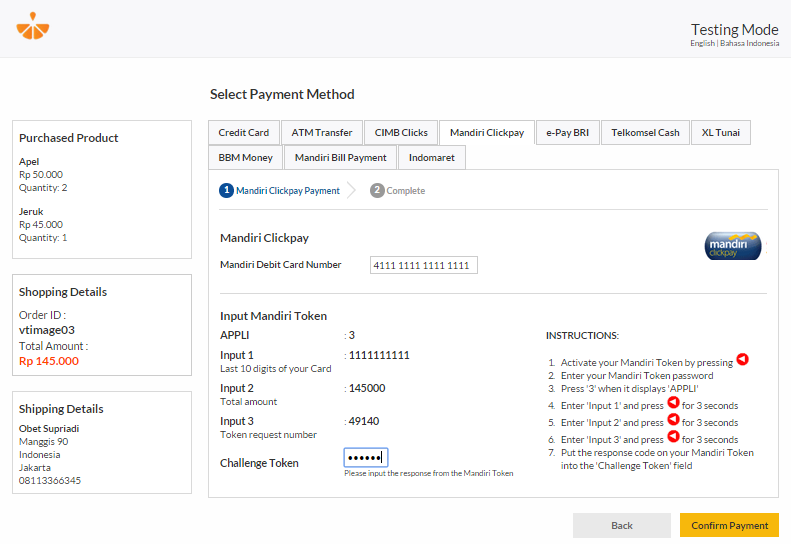 Testing Mode
English | Bahasa Indonesia
Select Payment Method
Purchased Product
Apel
Rp 50.000
Quantity: 2
Jeruk
Rp 45.000
Quantity: 1
Shopping Details
Order ID :
vtimage03
Total Amount :
Rp 145.000
Shipping Details
Obet Supriadi
Manggis 90
Indonesia
Jakarta
08113366345
Credit Card
ATM Transfer
CIMB Clicks
Mandiri Clickpay
e-Pay BRI
Telkomsel Cash
XL Tunai
BBM Money
Mandiri Bill Payment
Indomaret
1 Mandiri Clickpay Payment
2 Complete
Mandiri Clickpay
mandiri
clickpay
Mandiri Debit Card Number 4111 1111 1111 1111
Input Mandiri Token
APPLI : 3
Input 1 : 1111111111
Last 10 digits of your Card
Input 2 : 145000
Total amount
Input 3 : 49140
Token request number
Challenge Token ••••••
Please input the response from the Mandiri Token
INSTRUCTIONS:
1. Activate your Mandiri Token by pressing
2. Enter your Mandiri Token password
3. Press '3' when it displays 'APPLI'
4. Enter 'Input 1' and press for 3 seconds
5. Enter 'Input 2' and press for 3 seconds
6. Enter 'Input 3' and press for 3 seconds
7. Put the response code on your Mandiri Token
into the 'Challenge Token' field
Back
Confirm Payment